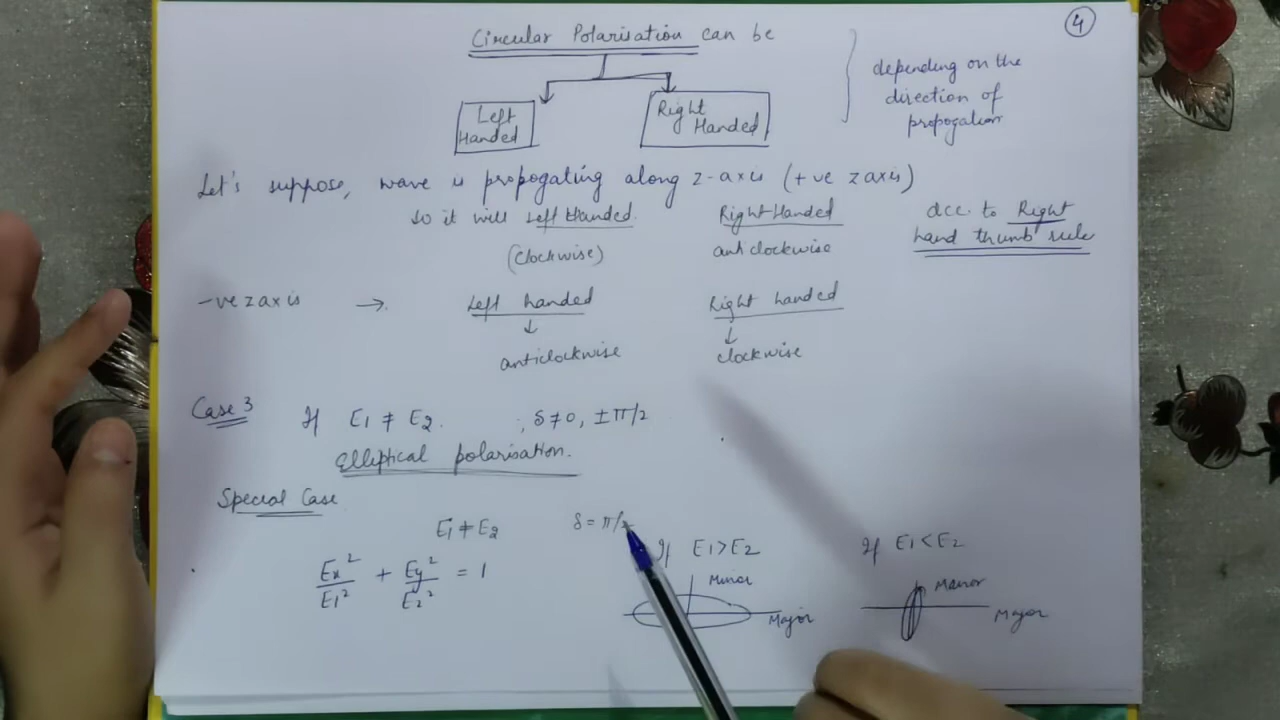 4
Circular Polarisation can be
Left Handed
Right Handed
depending on the
direction of
propogation
Let's suppose, wave is propogating along z-axis (+ve z axis)
so it will Left Handed.
Right Handed
acc. to Right
hand thumb rule
(Clockwise)
anticlockwise
-ve z axis →
Left handed
Right handed
↓
↓
anticlockwise
clockwise
Case 3 If E1 ≠ E2. ; δ≠0, ±π/2
Elliptical polarisation.
Special Case
E1 ≠ E2 δ = π/
If E1>E2
If E1<E2
Ex²/E1² + Ey²/E2² = 1
Minor
Major
Major